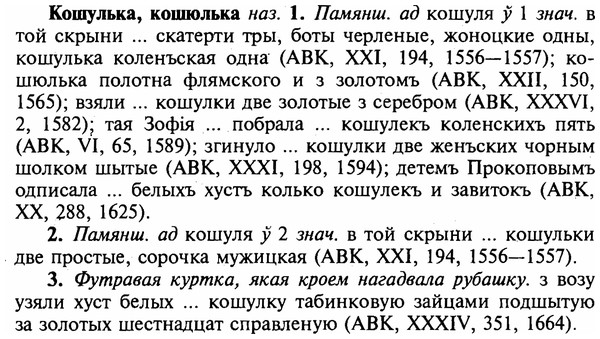 Кошулька, кошюлька наз. 1. Памянш. ад кошуля ў 1 знач. в
той скрыни ... скатерти тры, боты черленые, жоноцкие одны,
кошулька коленъская одна (АВК, XXI, 194, 1556—1557); ко-
шюлька полотна флямского и з золотомъ (АВК, XXII, 150,
1565); взяли ... кошулки две золотые з серебром (АВК, XXXVI,
2, 1582); тая Зофія ... побрала ... кошулекъ коленскихъ пять
(АВК, VI, 65, 1589); згинуло ... кошулки две женъских чорным
шолком шытые (АВК, XXXI, 198, 1594); детемъ Прокоповымъ
одписала ... белыхъ хустъ колько кошулекъ и завитокъ (АВК,
XX, 288, 1625).
2. Памянш. ад кошуля ў 2 знач. в той скрыни ... кошульки
две простые, сорочка мужицкая (АВК, XXI, 194, 1556—1557).
3. Футравая куртка, якая кроем нагадвала рубашку. з возу
узяли хуст белых ... кошулку табинковую зайцами подшытую
за золотых шестнадцат справленую (АВК, XXXIV, 351, 1664).